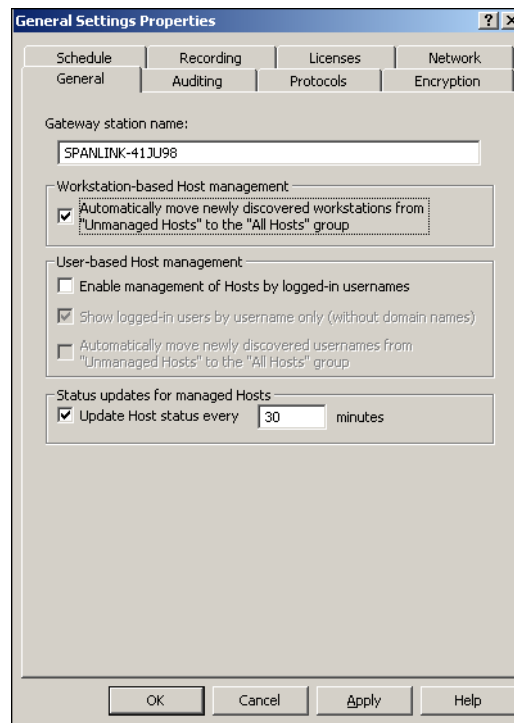 General Settings Properties
Schedule Recording Licenses Network
General Auditing Protocols Encryption
Gateway station name:
SPANLINK-41JU98
Workstation-based Host management
Automatically move newly discovered workstations from
"Unmanaged Hosts" to the "All Hosts" group
User-based Host management
Enable management of Hosts by logged-in usernames
Show logged-in users by username only (without domain names)
Automatically move newly discovered usernames from
"Unmanaged Hosts" to the "All Hosts" group
Status updates for managed Hosts
Update Host status every 30 minutes
OK Cancel Apply Help